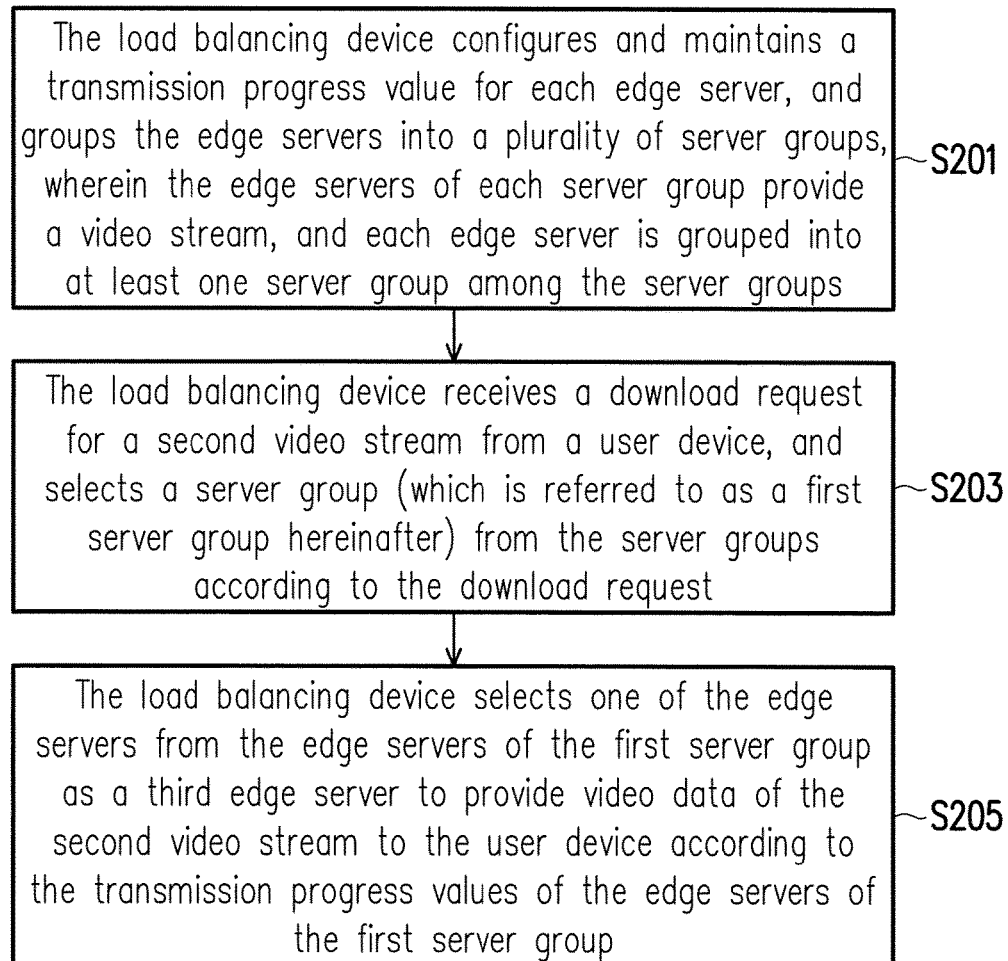 The load balancing device configures and maintains a
transmission progress value for each edge server, and
groups the edge servers into a plurality of server groups,
wherein the edge servers of each server group provide
a video stream, and each edge server is grouped into
at least one server group among the server groups
~S201
The load balancing device receives a download request
for a second video stream from a user device, and
selects a server group (which is referred to as a first
server group hereinafter) from the server groups
according to the download request
~S203
The load balancing device selects one of the edge
servers from the edge servers of the first server group
as a third edge server to provide video data of the
second video stream to the user device according to
the transmission progress values of the edge servers of
the first server group
~S205